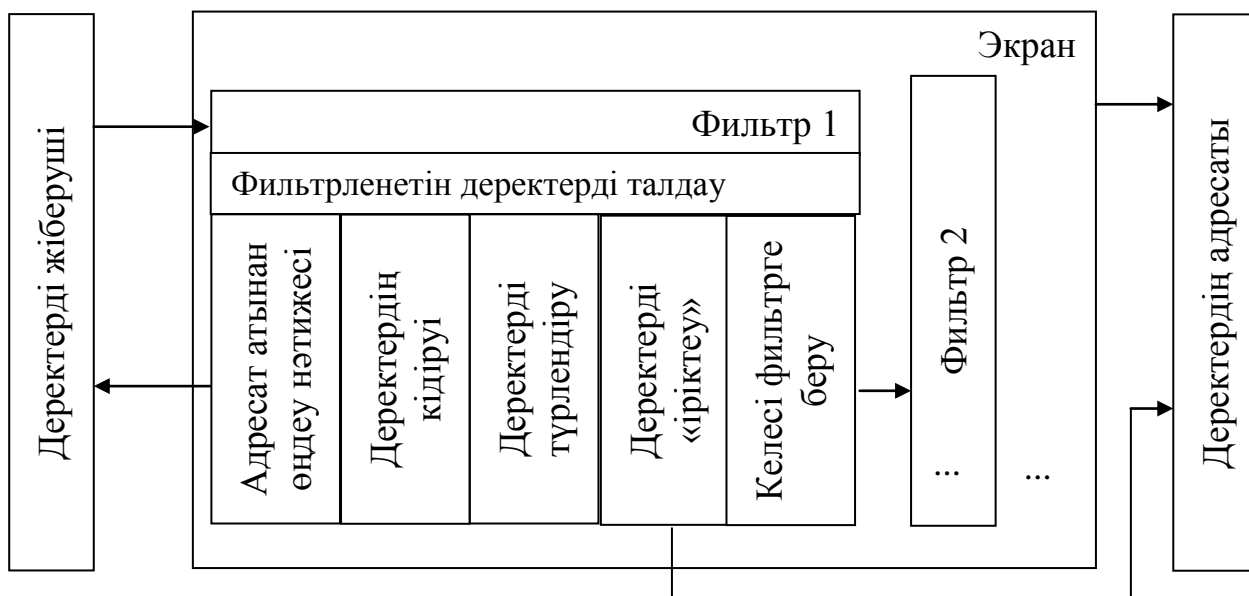 Деректерді жіберуші
Экран
Фильтр 1
Фильтрленетін деректерді талдау
Адресат атынан
өңдеу нәтижесі
Деректердің
кідіруі
Деректерді
түрлендіру
Деректерді
«іріктеу»
Келесі фильтрге
беру
Фильтр 2
...
...
Деректердің адресаты